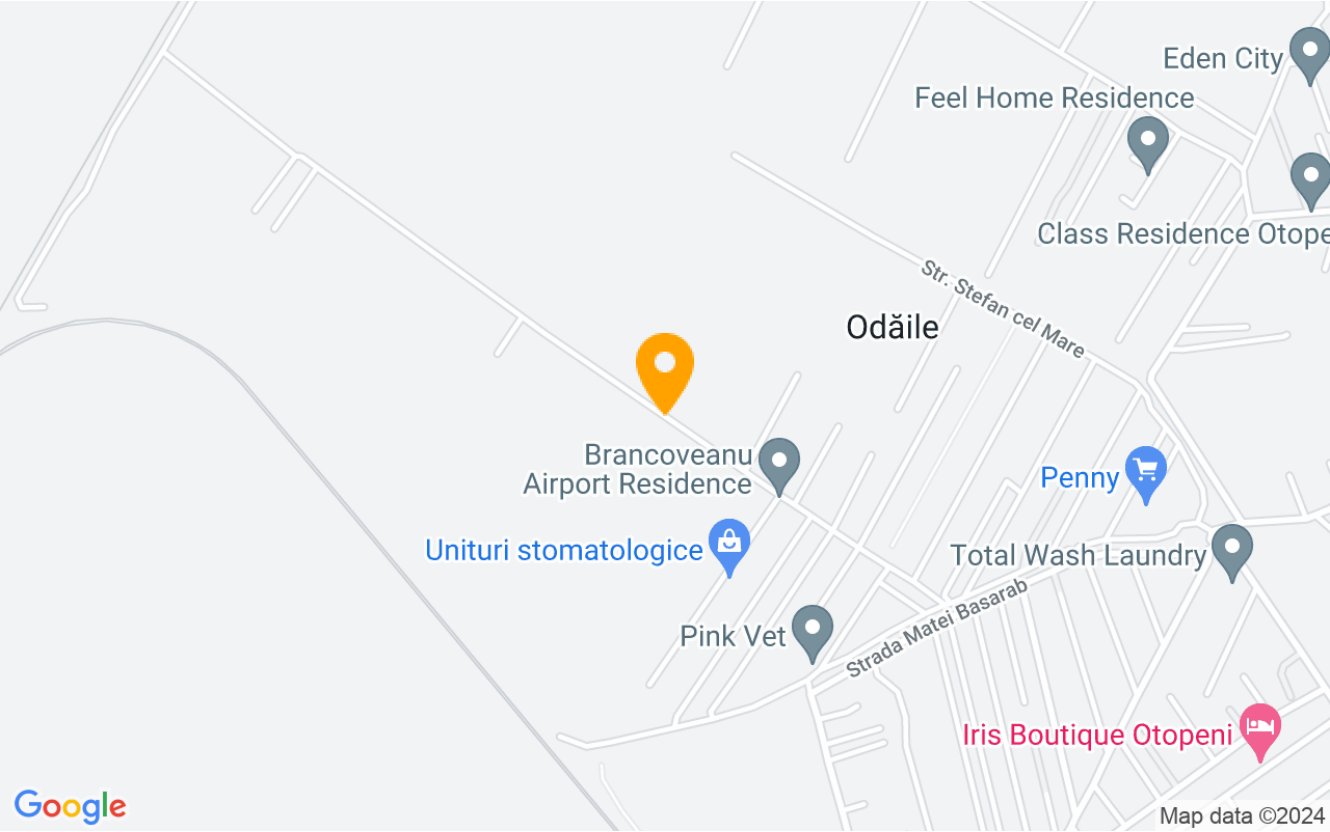 Eden City
Feel Home Residence
Class Residence Otope
Str. Stefan cel Mare
Odăile
Brancoveanu
Airport Residence
Penny
Unituri stomatologice
Total Wash Laundry
Pink Vet
Strada Matei Basarab
Iris Boutique Otopeni
Google
Map data ©2024